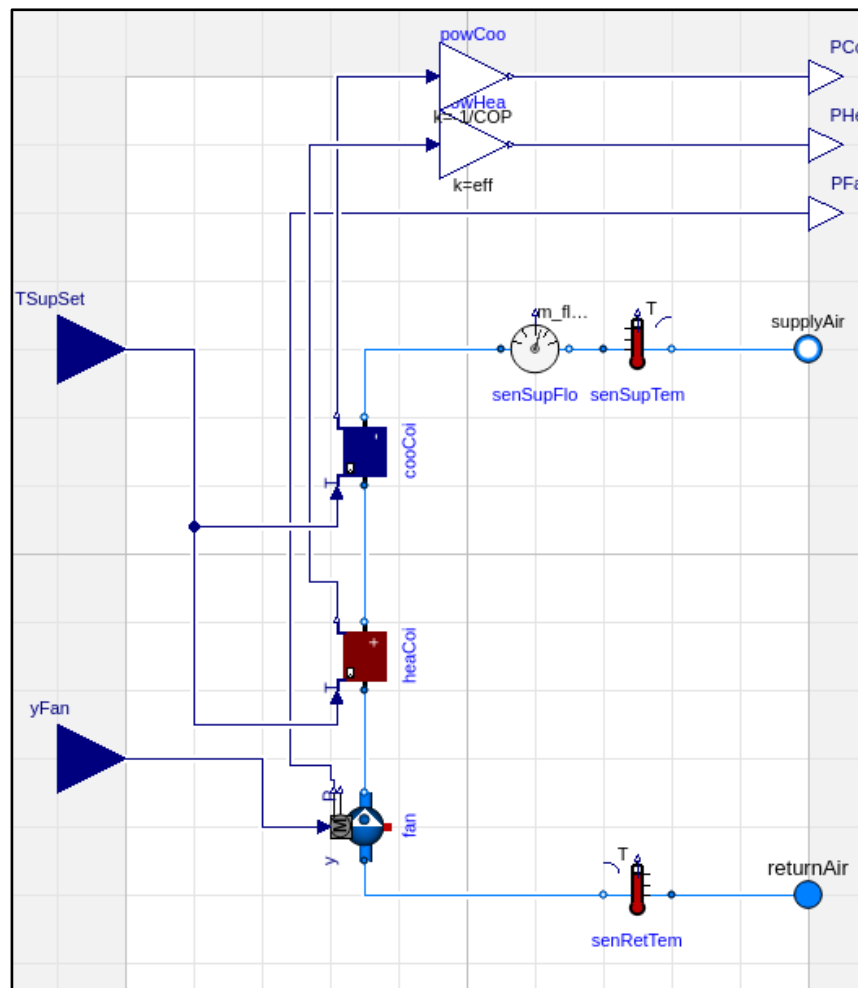 powCoo
PCo
k=-1/COP
PHe
k=eff
PFa
TSupSet
m_fl...
T
supplyAir
senSupFlo
senSupTem
cooCoi
T
heaCoi
T
yFan
P
M
fan
y
T
returnAir
senRetTem